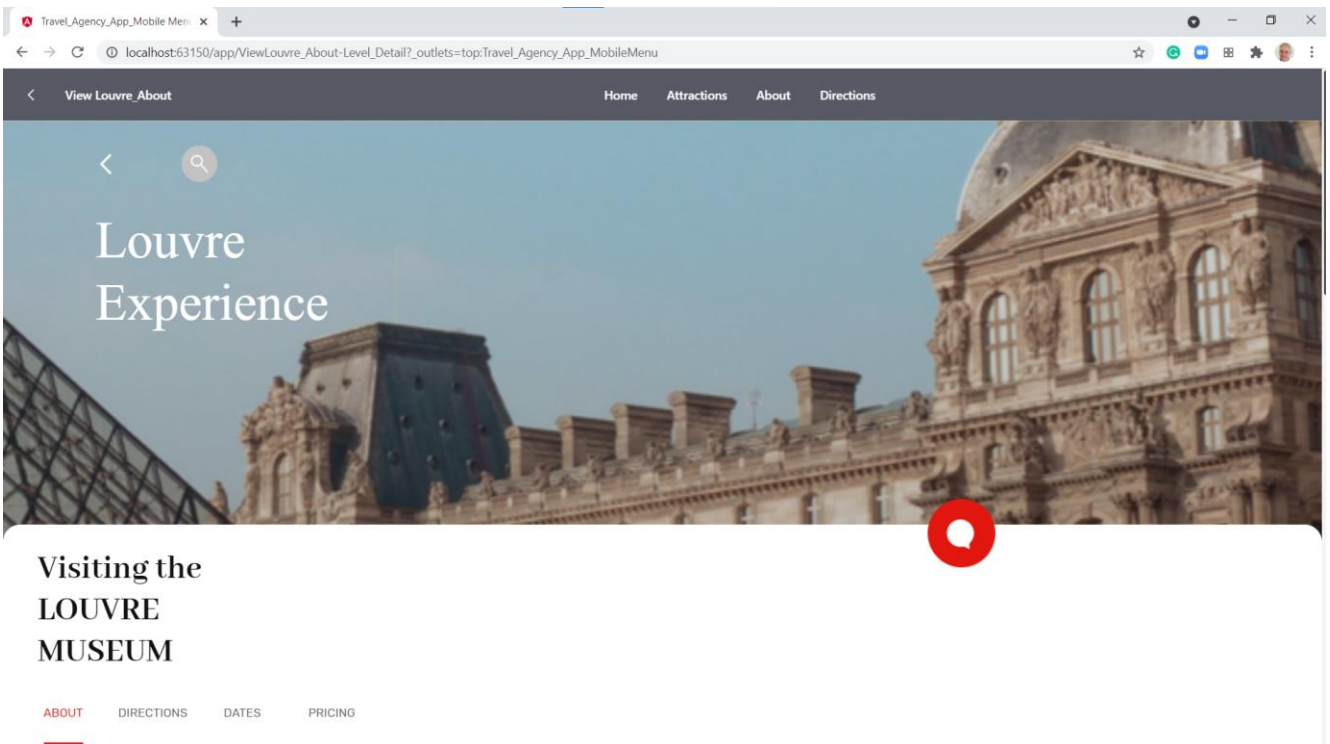 Travel_Agency_App_Mobile Men
localhost:63150/app/ViewLouvre_About-Level_Detail?_outlets=top:Travel_Agency_App_MobileMenu
View Louvre_About Home Attractions About Directions
Louvre
Experience
Visiting the
LOUVRE
MUSEUM
ABOUT DIRECTIONS DATES PRICING